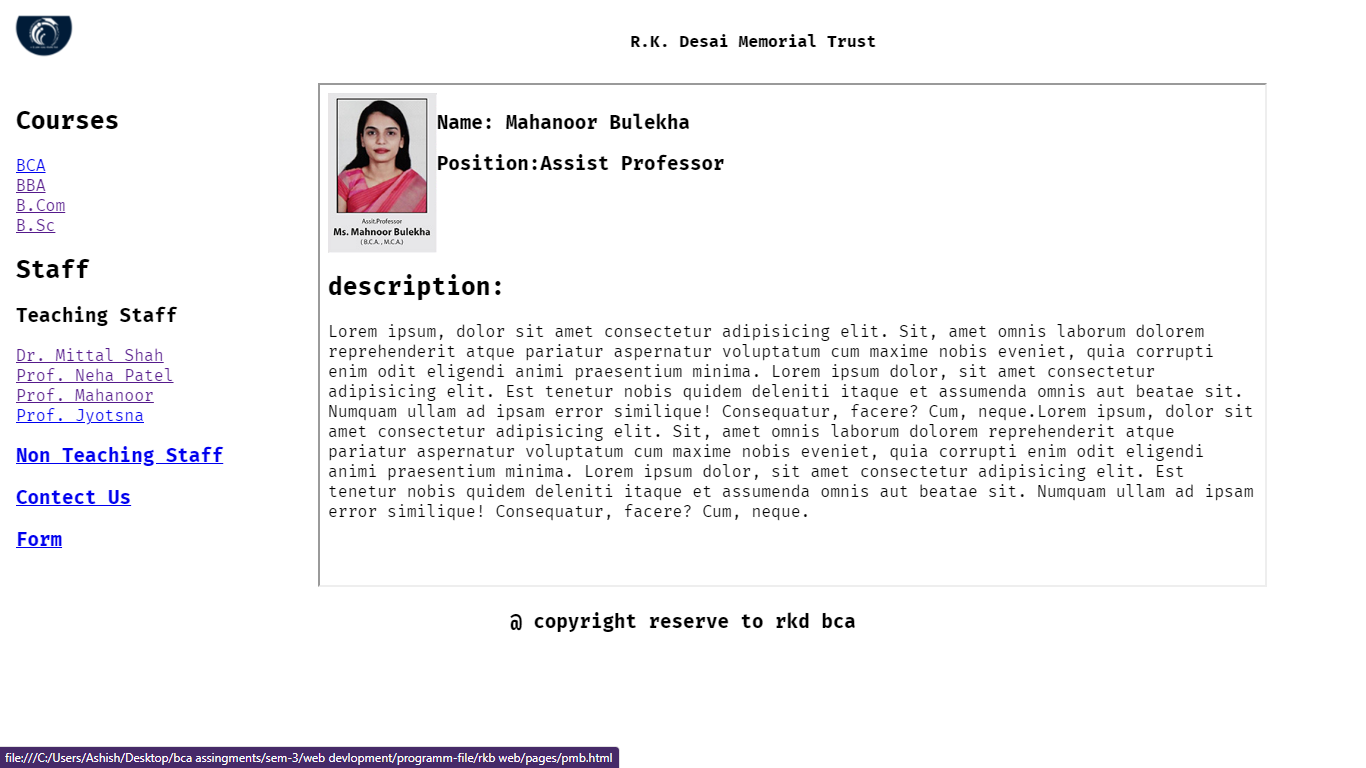 R.K. Desai Memorial Trust
Courses
BCA
BBA
B.Com
B.Sc
Staff
Teaching Staff
Dr. Mittal Shah
Prof. Neha Patel
Prof. Mahanoor
Prof. Jyotsna
Non Teaching Staff
Contect Us
Form
Name: Mahanoor Bulekha
Position:Assist Professor
Assit.Professor
Ms. Mahnoor Bulekha
( B.C.A. , M.C.A.)
description:
Lorem ipsum, dolor sit amet consectetur adipisicing elit. Sit, amet omnis laborum dolorem
reprehenderit atque pariatur aspernatur voluptatum cum maxime nobis eveniet, quia corrupti
enim odit eligendi animi praesentium minima. Lorem ipsum dolor, sit amet consectetur
adipisicing elit. Est tenetur nobis quidem deleniti itaque et assumenda omnis aut beatae sit.
Numquam ullam ad ipsam error similique! Consequatur, facere? Cum, neque.Lorem ipsum, dolor sit
amet consectetur adipisicing elit. Sit, amet omnis laborum dolorem reprehenderit atque
pariatur aspernatur voluptatum cum maxime nobis eveniet, quia corrupti enim odit eligendi
animi praesentium minima. Lorem ipsum dolor, sit amet consectetur adipisicing elit. Est
tenetur nobis quidem deleniti itaque et assumenda omnis aut beatae sit. Numquam ullam ad ipsam
error similique! Consequatur, facere? Cum, neque.
@ copyright reserve to rkd bca
file:///C:/Users/Ashish/Desktop/bca assingments/sem-3/web devlopment/programm-file/rkb web/pages/pmb.html